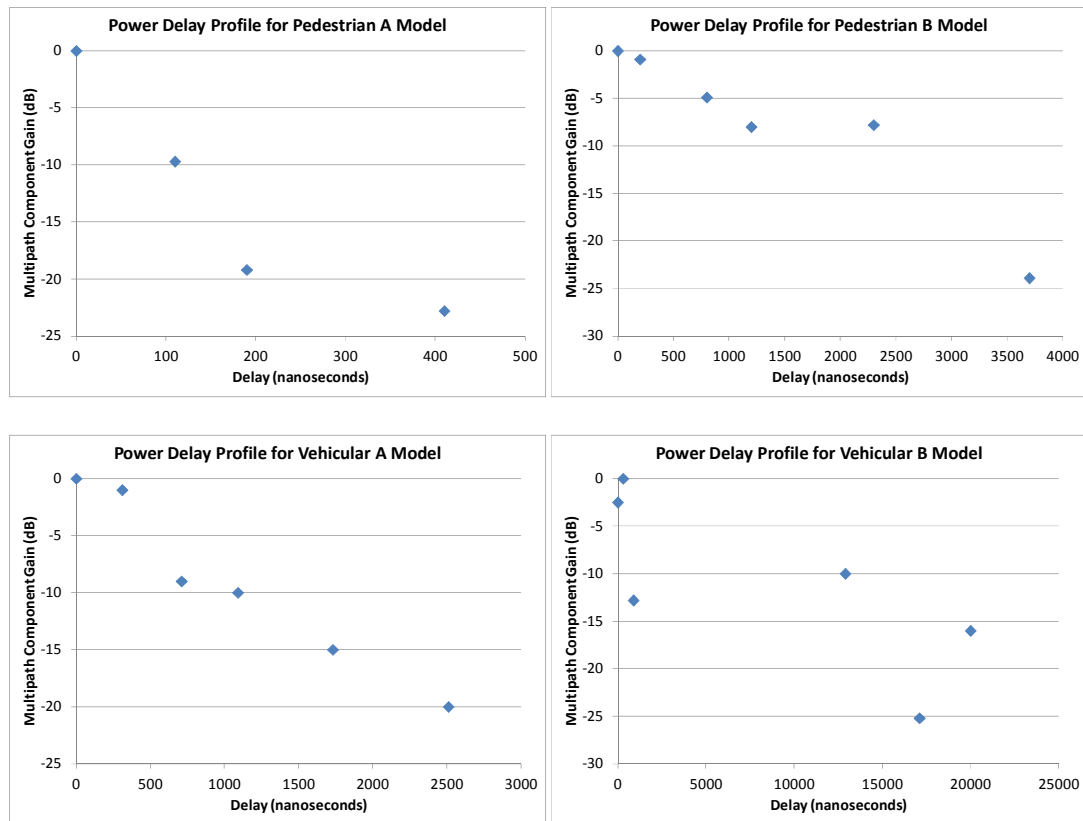 Power Delay Profile for Pedestrian A Model
Multipath Component Gain (dB)
0
-5
-10
-15
-20
-25
0 100 200 300 400 500
Delay (nanoseconds)
Power Delay Profile for Pedestrian B Model
Multipath Component Gain (dB)
0
-5
-10
-15
-20
-25
-30
0 500 1000 1500 2000 2500 3000 3500 4000
Delay (nanoseconds)
Power Delay Profile for Vehicular A Model
Multipath Component Gain (dB)
0
-5
-10
-15
-20
-25
0 500 1000 1500 2000 2500 3000
Delay (nanoseconds)
Power Delay Profile for Vehicular B Model
Multipath Component Gain (dB)
0
-5
-10
-15
-20
-25
-30
0 5000 10000 15000 20000 25000
Delay (nanoseconds)